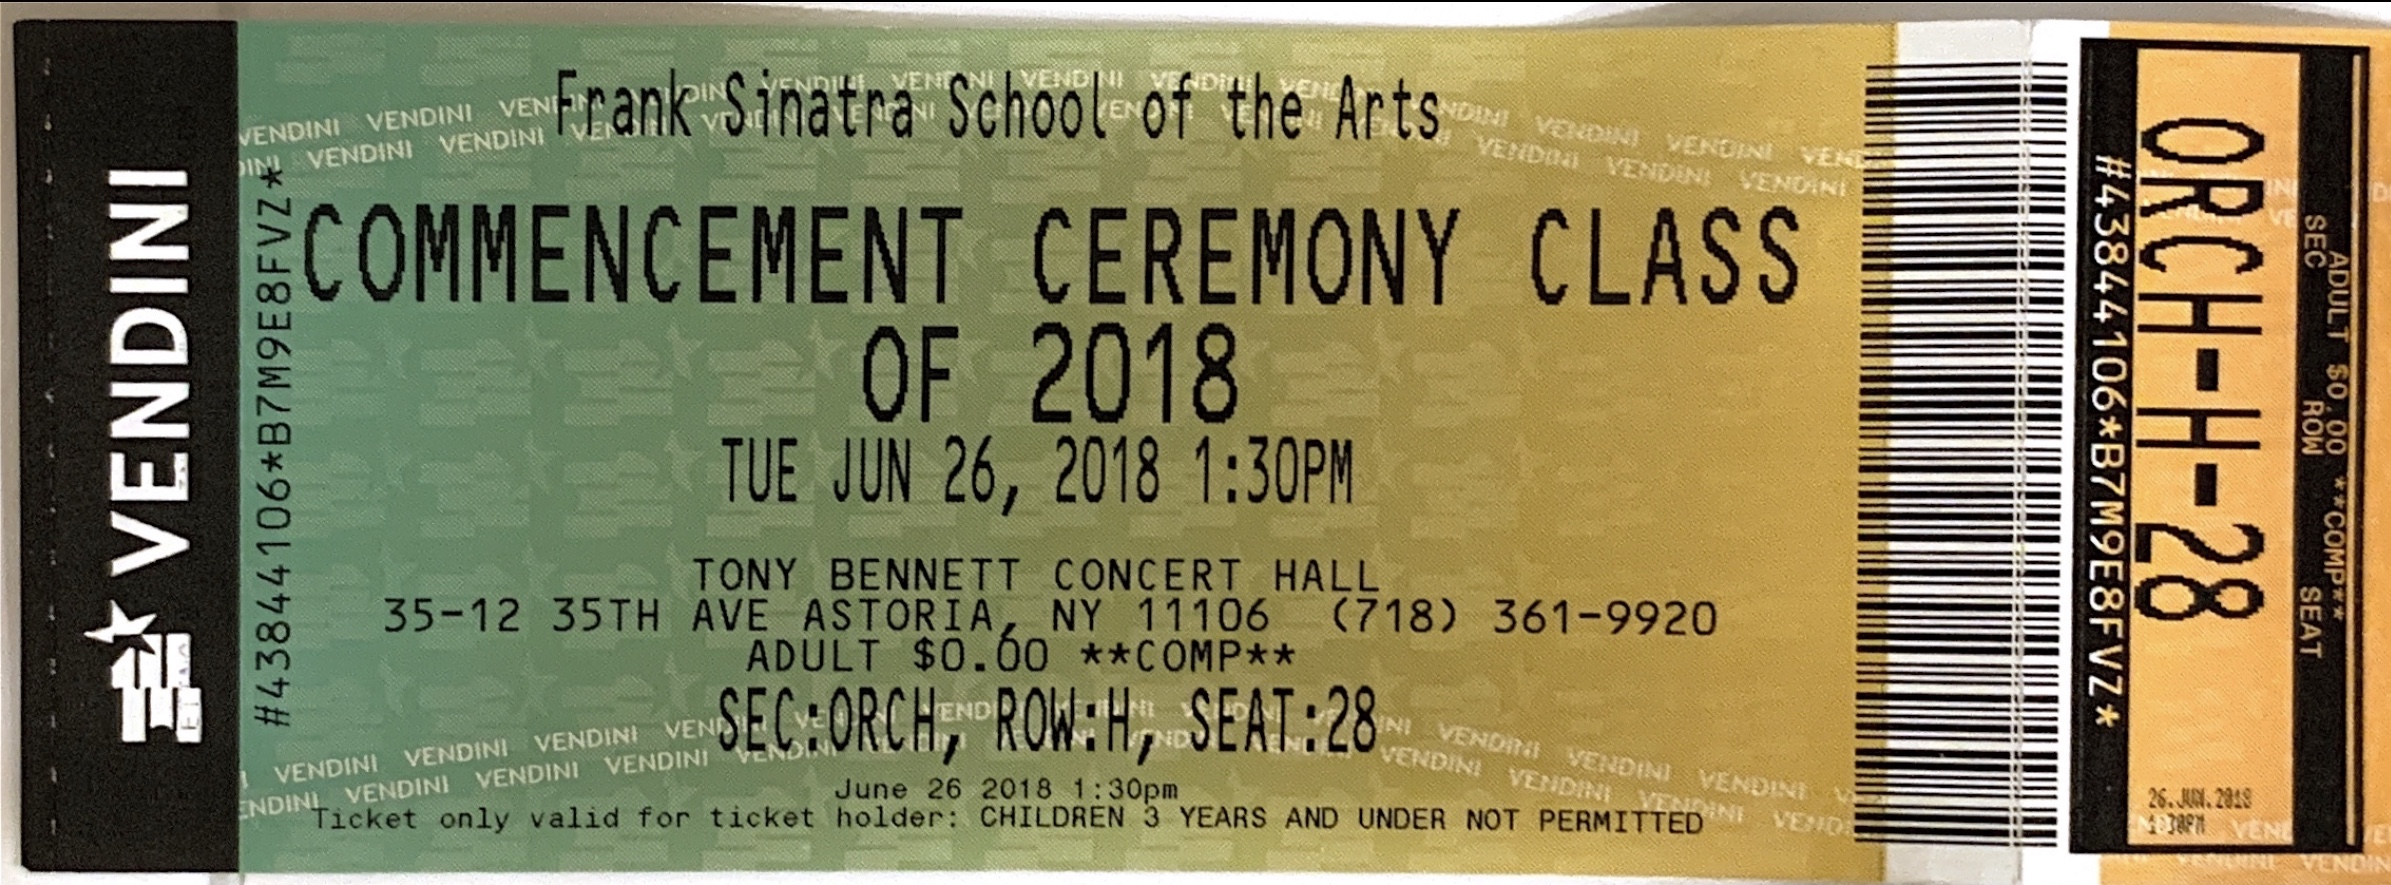 VENDINI
#43844106*B7M9E8FVZ*
Frank Sinatra School of the Arts
COMMENCEMENT CEREMONY CLASS
OF 2018
TUE JUN 26, 2018 1:30PM
TONY BENNETT CONCERT HALL
35-12 35TH AVE ASTORIA, NY 11106 (718) 361-9920
ADULT $0.00 **COMP**
SEC:ORCH, ROW:H, SEAT:28
June 26 2018 1:30pm
Ticket only valid for ticket holder: CHILDREN 3 YEARS AND UNDER NOT PERMITTED
#43844106*B7M9E8FVZ*
ORCH-H-28
SEC ROW SEAT
ADULT $0.00 **COMP**
26.JUN.2018
1:30PM